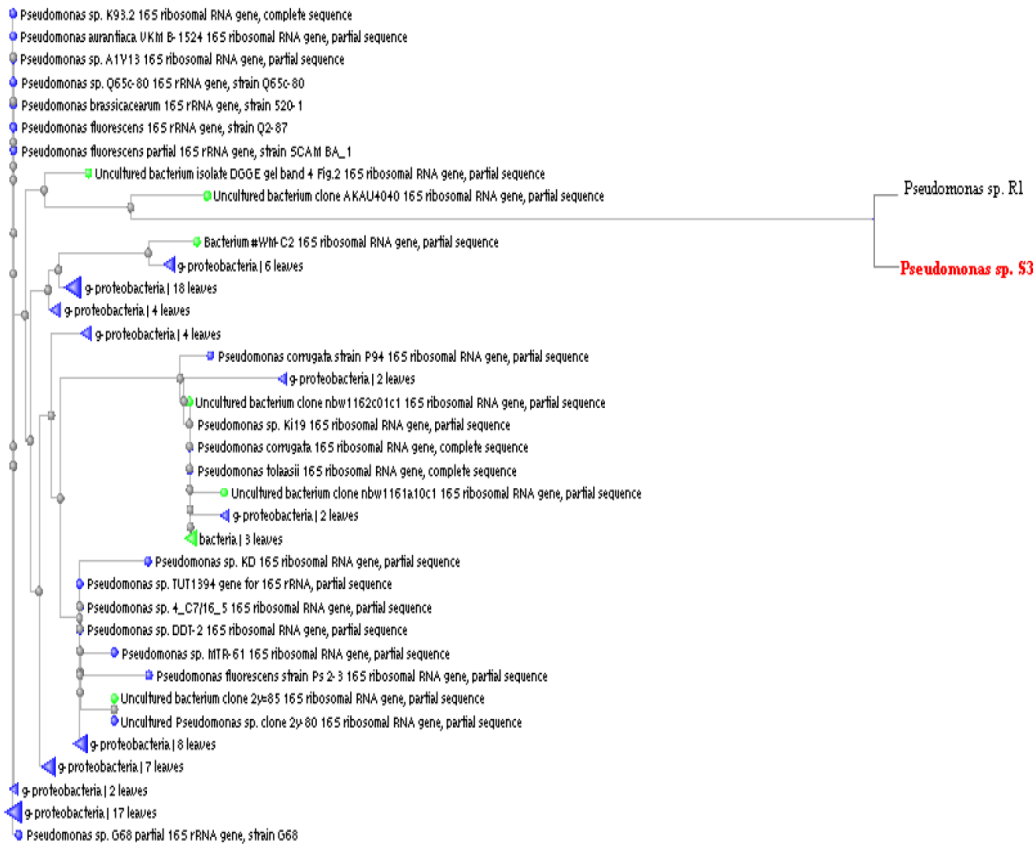 Pseudomonas sp. K93.2 16S ribosomal RNA gene, complete sequence
Pseudomonas aurantiaca VKM B-1524 16S ribosomal RNA gene, partial sequence
Pseudomonas sp. A1Y13 16S ribosomal RNA gene, partial sequence
Pseudomonas sp. Q65c-80 16S rRNA gene, strain Q65c-80
Pseudomonas brassicacearum 16S rRNA gene, strain 520-1
Pseudomonas fluorescens 16S rRNA gene, strain Q2-87
Pseudomonas fluorescens partial 16S rRNA gene, strain SCAM BA_1
Uncultured bacterium isolate DGGE gel band 4 Fig.2 16S ribosomal RNA gene, partial sequence
Uncultured bacterium clone AKAU4040 16S ribosomal RNA gene, partial sequence
Pseudomonas sp. R1
Bacterium #WM-C2 16S ribosomal RNA gene, partial sequence
g-proteobacteria | 6 leaves
Pseudomonas sp. S3
g-proteobacteria | 18 leaves
g-proteobacteria | 4 leaves
g-proteobacteria | 4 leaves
Pseudomonas corrugata strain P94 16S ribosomal RNA gene, partial sequence
g-proteobacteria | 2 leaves
Uncultured bacterium clone nbw1162c01c1 16S ribosomal RNA gene, partial sequence
Pseudomonas sp. Ki19 16S ribosomal RNA gene, partial sequence
Pseudomonas corrugata 16S ribosomal RNA gene, complete sequence
Pseudomonas tolaasii 16S ribosomal RNA gene, complete sequence
Uncultured bacterium clone nbw1161a10c1 16S ribosomal RNA gene, partial sequence
g-proteobacteria | 2 leaves
bacteria | 3 leaves
Pseudomonas sp. KD 16S ribosomal RNA gene, partial sequence
Pseudomonas sp. TUT1394 gene for 16S rRNA, partial sequence
Pseudomonas sp. 4_C7/16_5 16S ribosomal RNA gene, partial sequence
Pseudomonas sp. DDT-2 16S ribosomal RNA gene, partial sequence
Pseudomonas sp. MTR-61 16S ribosomal RNA gene, partial sequence
Pseudomonas fluorescens strain Ps 2-3 16S ribosomal RNA gene, partial sequence
Uncultured bacterium clone 2y=85 16S ribosomal RNA gene, partial sequence
Uncultured Pseudomonas sp. clone 2y-80 16S ribosomal RNA gene, partial sequence
g-proteobacteria | 8 leaves
g-proteobacteria | 7 leaves
g-proteobacteria | 2 leaves
g-proteobacteria | 17 leaves
Pseudomonas sp. G68 partial 16S rRNA gene, strain G68